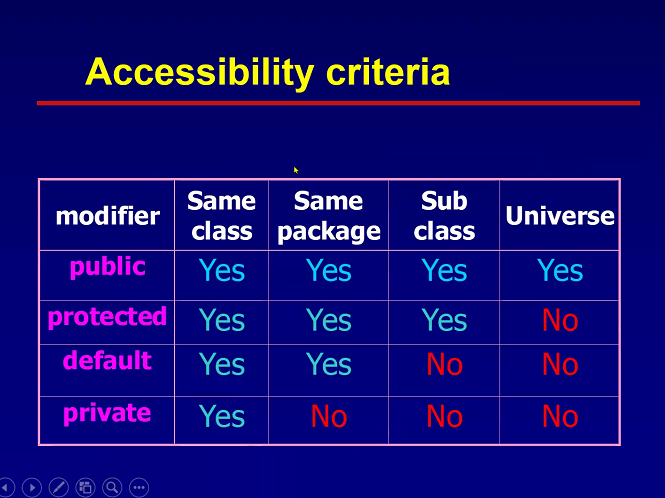 Accessibility criteria
modifier Same class Same package Sub class Universe
public Yes Yes Yes Yes
protected Yes Yes Yes No
default Yes Yes No No
private Yes No No No